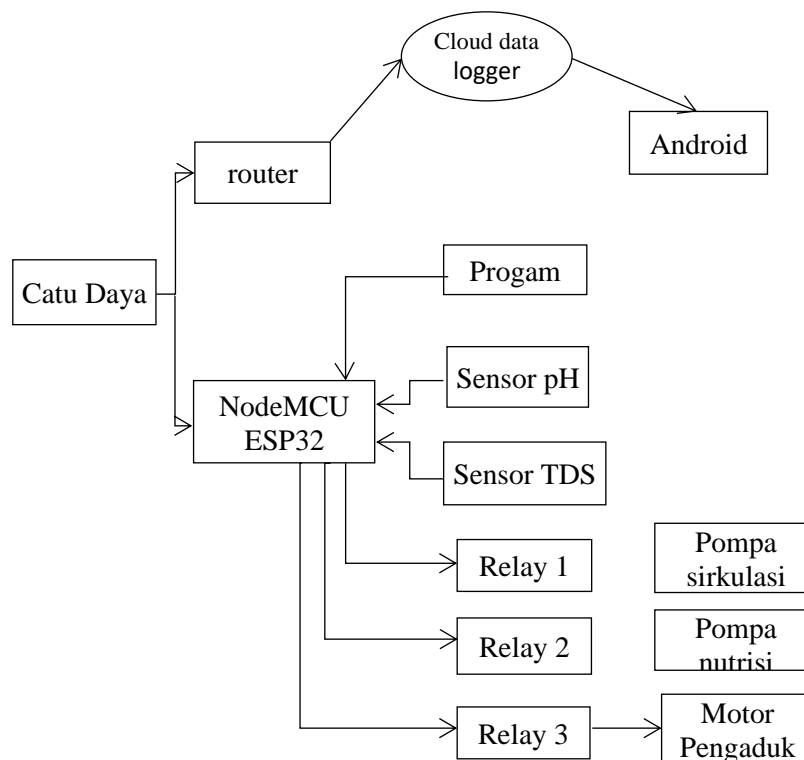 Cloud data
logger
Android
router
Progam
Catu Daya
Sensor pH
NodeMCU
ESP32
Sensor TDS
Relay 1
Pompa
sirkulasi
Relay 2
Pompa
nutrisi
Relay 3
Motor
Pengaduk